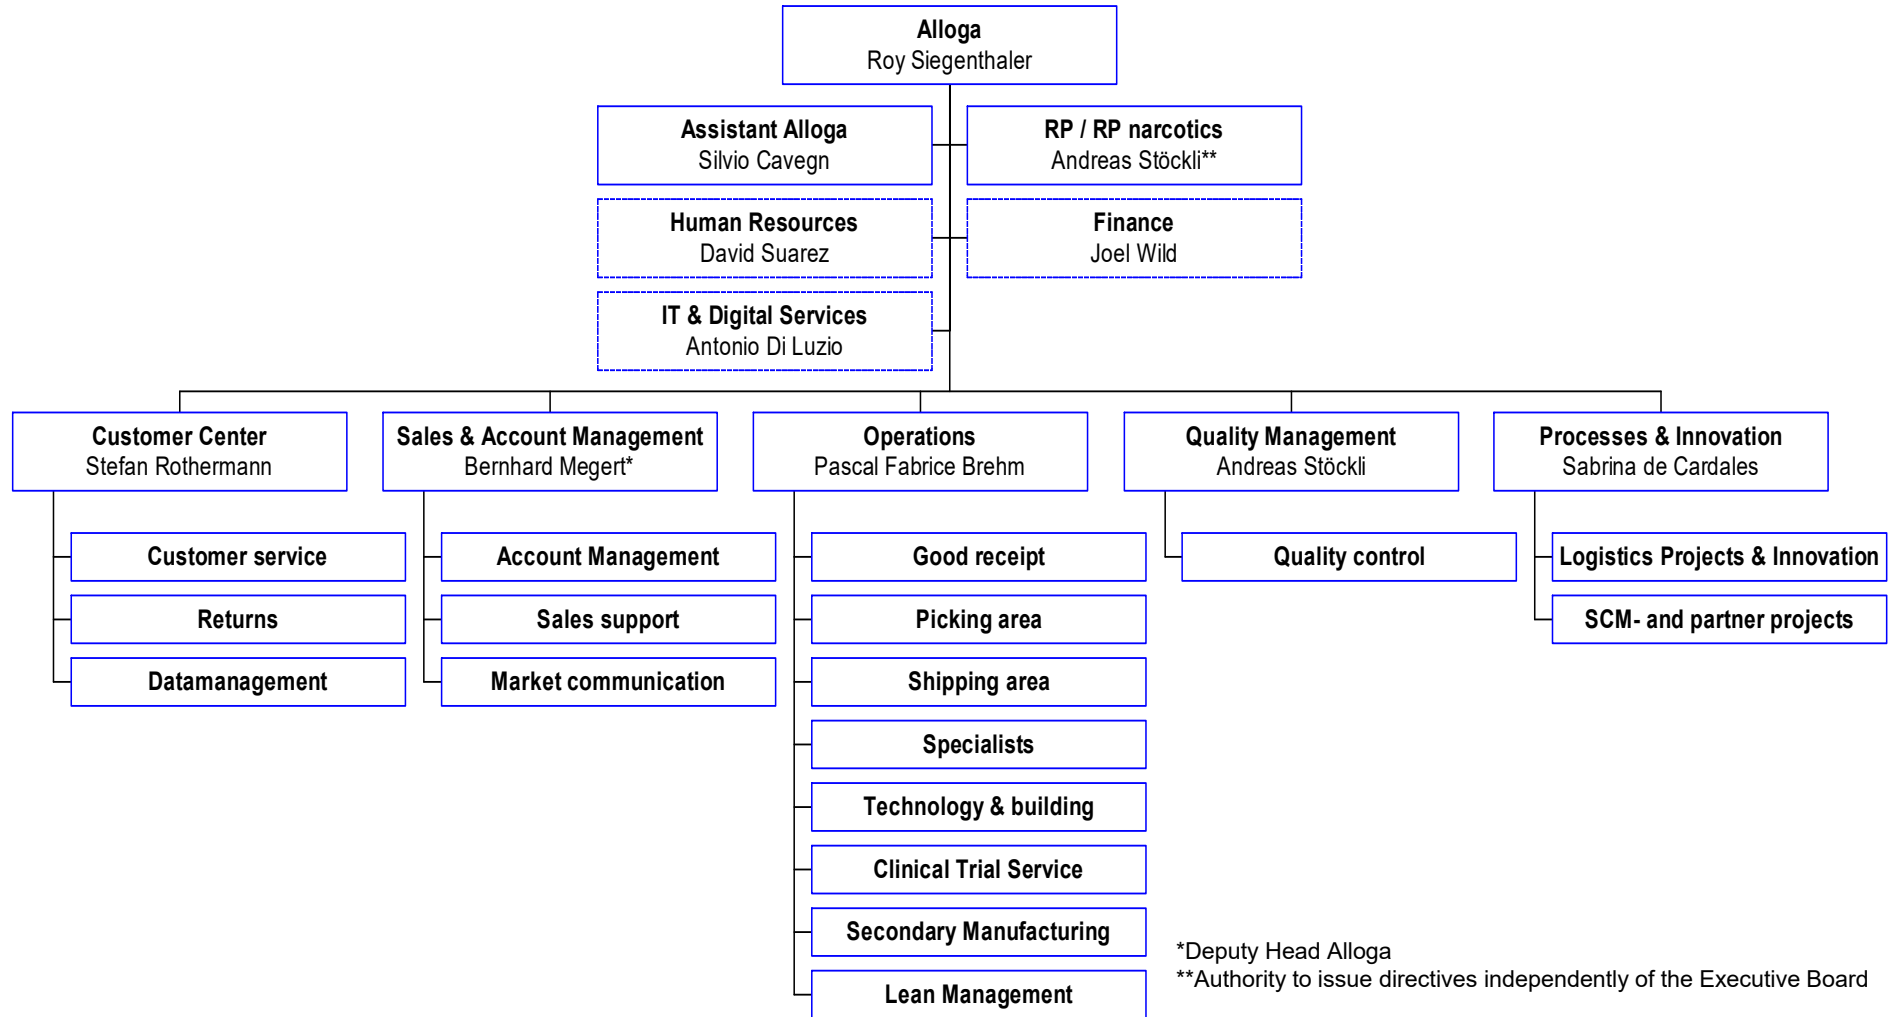 Alloga
Roy Siegenthaler
Assistant Alloga
Silvio Cavegn
RP / RP narcotics
Andreas Stöckli**
Human Resources
David Suarez
Finance
Joel Wild
IT & Digital Services
Antonio Di Luzio
Customer Center
Stefan Rothermann
Sales & Account Management
Bernhard Megert*
Operations
Pascal Fabrice Brehm
Quality Management
Andreas Stöckli
Processes & Innovation
Sabrina de Cardales
Customer service
Returns
Datamanagement
Account Management
Sales support
Market communication
Good receipt
Picking area
Shipping area
Specialists
Technology & building
Clinical Trial Service
Secondary Manufacturing
Lean Management
Quality control
Logistics Projects & Innovation
SCM- and partner projects
*Deputy Head Alloga
**Authority to issue directives independently of the Executive Board